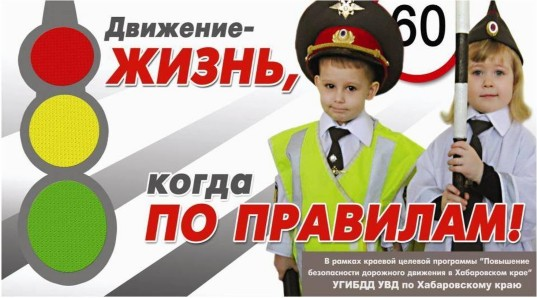 Движение-
ЖИЗНЬ,
60
когда
ПО ПРАВИЛАМ!
В рамках краевой целевой программы "Повышение
безопасности дорожного движения в Хабаровском крае"
УГИБДД УВД по Хабаровскому краю